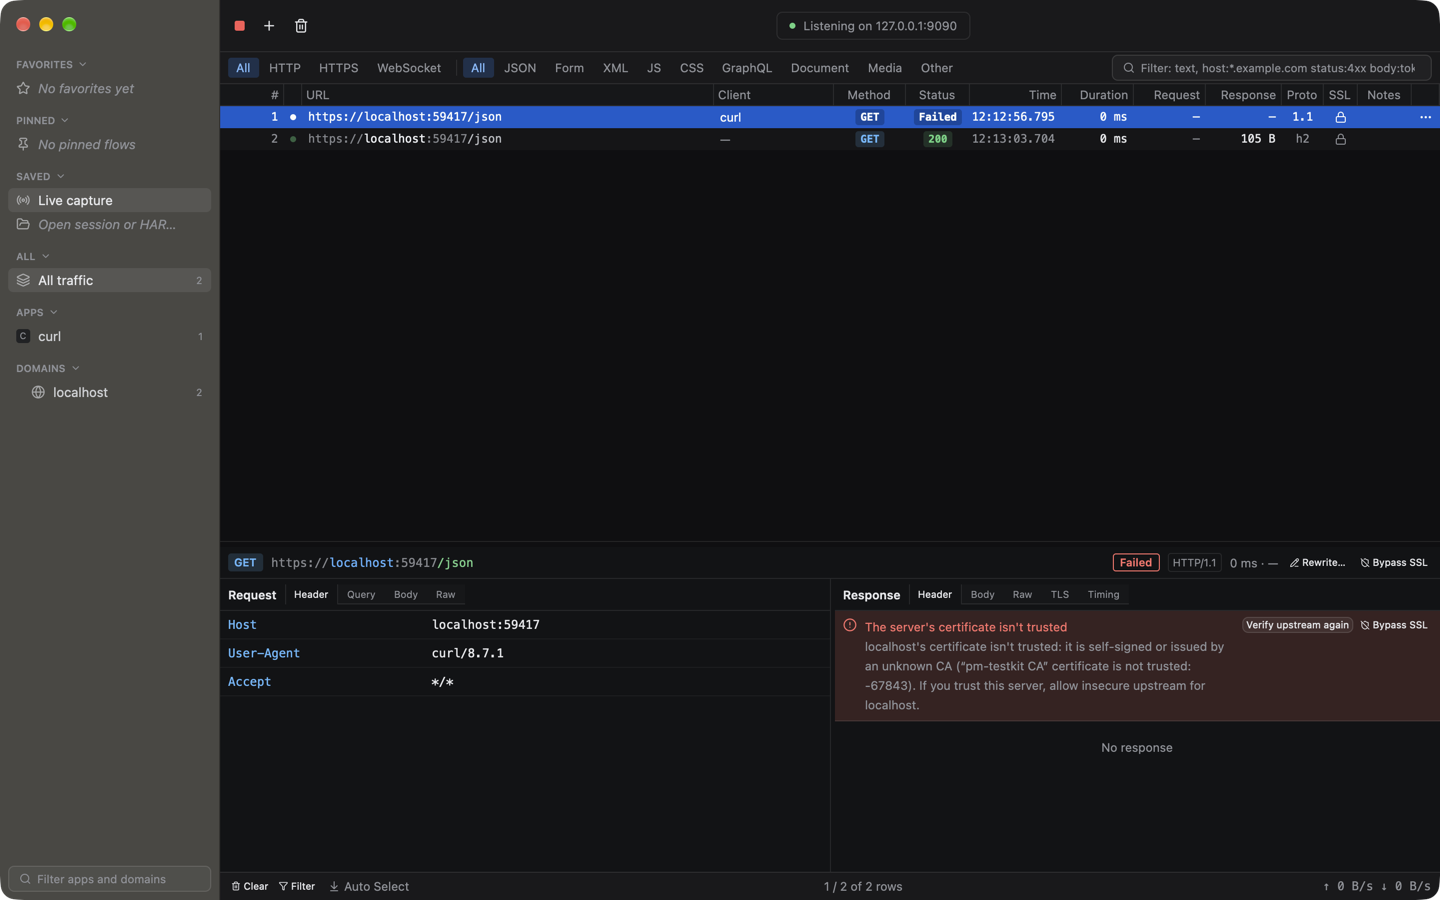 Listening on 127.0.0.1:9090
FAVORITES
No favorites yet
PINNED
No pinned flows
SAVED
Live capture
Open session or HAR...
ALL
All traffic 2
APPS
C curl 1
DOMAINS
localhost 2
Filter apps and domains
All HTTP HTTPS WebSocket All JSON Form XML JS CSS GraphQL Document Media Other Filter: text, host:*.example.com status:4xx body:tok
# URL Client Method Status Time Duration Request Response Proto SSL Notes
1 https://localhost:59417/json curl GET Failed 12:12:56.795 0 ms — — 1.1 ...
2 https://localhost:59417/json — GET 200 12:13:03.704 0 ms — 105 B h2
GET https://localhost:59417/json Failed HTTP/1.1 0 ms · — Rewrite... Bypass SSL
Request Header Query Body Raw
Host localhost:59417
User-Agent curl/8.7.1
Accept */*
Response Header Body Raw TLS Timing
The server's certificate isn't trusted Verify upstream again Bypass SSL
localhost's certificate isn't trusted: it is self-signed or issued by
an unknown CA (“pm-testkit CA” certificate is not trusted:
-67843). If you trust this server, allow insecure upstream for
localhost.
No response
Clear Filter Auto Select 1 / 2 of 2 rows ↑ 0 B/s ↓ 0 B/s